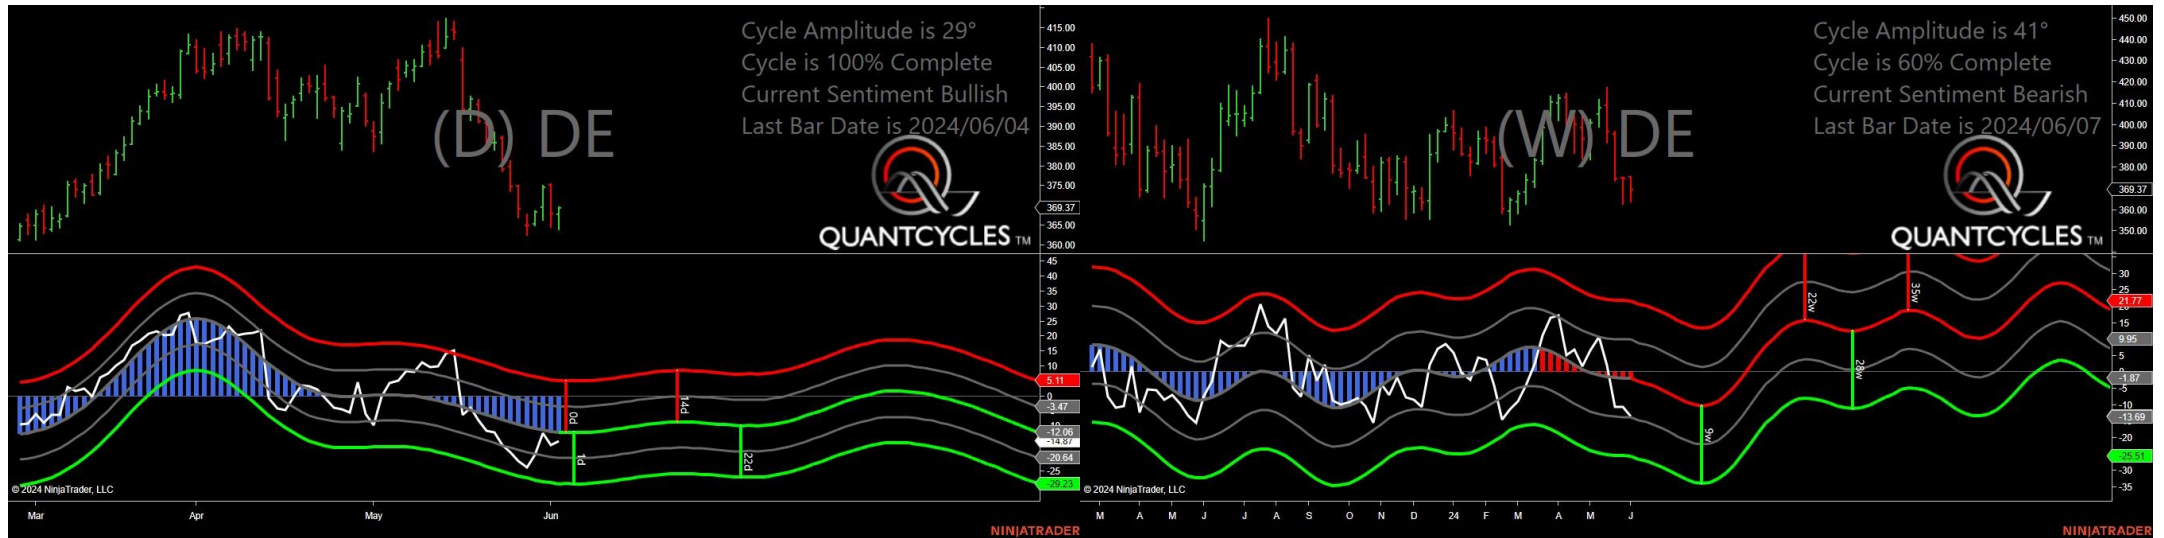 Cycle Amplitude is 29°
Cycle is 100% Complete
Current Sentiment Bullish
Last Bar Date is 2024/06/04
(D) DE
QUANTCYCLES TM
415.00
410.00
405.00
400.00
395.00
390.00
385.00
380.00
375.00
369.37
365.00
360.00
45
40
35
30
25
20
15
10
5.11
0
-3.47
-12.06
-14.87
-20.64
-25
-29.23
0d
1d
14d
22d
© 2024 NinjaTrader, LLC
Mar Apr May Jun
NINJATRADER
Cycle Amplitude is 41°
Cycle is 60% Complete
Current Sentiment Bearish
Last Bar Date is 2024/06/07
(W) DE
QUANTCYCLES TM
450.00
440.00
430.00
420.00
410.00
400.00
390.00
380.00
369.37
360.00
350.00
30
25
21.77
15
9.95
5
-1.87
-5
-10
-13.69
-20
-25.51
-30
-35
9w
22w
28w
35w
© 2024 NinjaTrader, LLC
M A M J J A S O N D 24 F M A M J
NINJATRADER